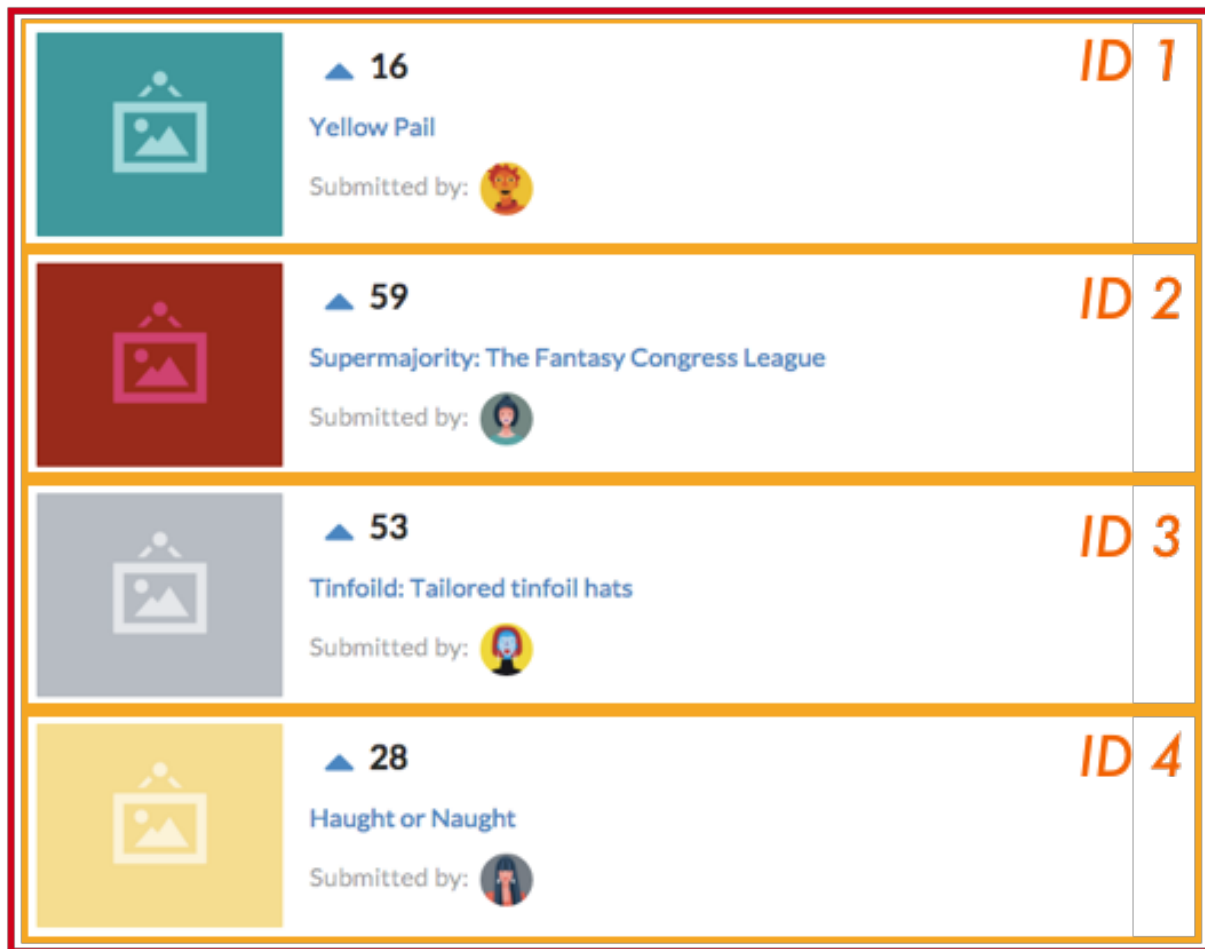 16 ID 1
Yellow Pail
Submitted by:
59 ID 2
Supermajority: The Fantasy Congress League
Submitted by:
53 ID 3
Tinfoild: Tailored tinfoil hats
Submitted by:
28 ID 4
Haught or Naught
Submitted by: